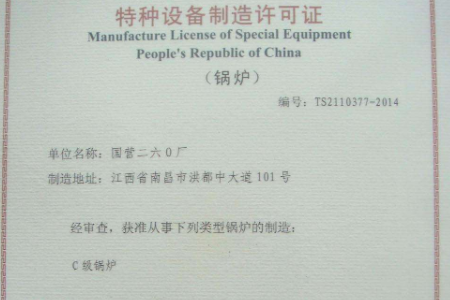 特种设备制造许可证
Manufacture License of Special Equipment
People's Republic of China
（锅炉）
编号：TS2110377-2014
单位名称：国营二六0厂
制造地址：江西省南昌市洪都中大道101号
经审查，获准从事下列类型锅炉的制造：
C级锅炉